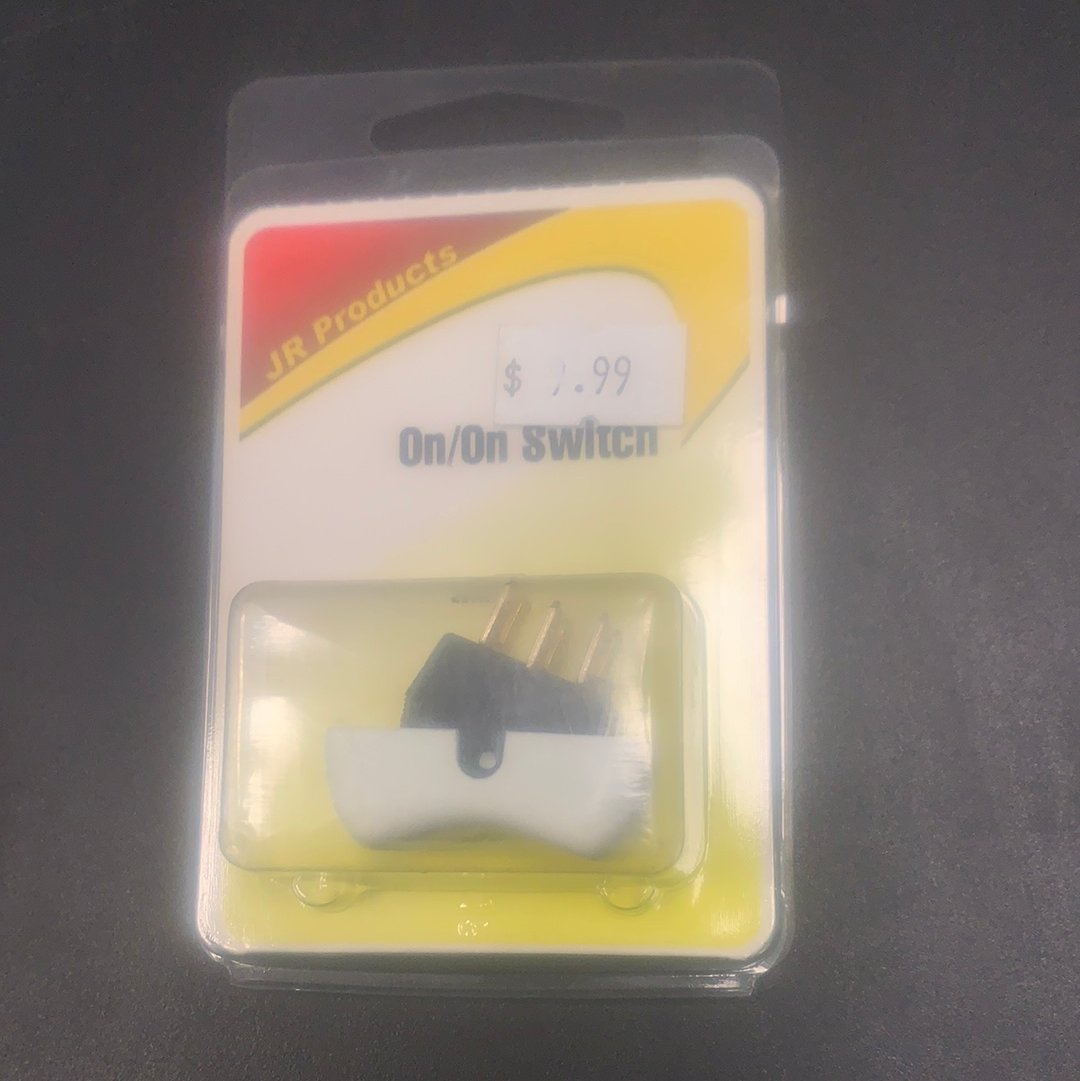 JR Products
$ .99
On/On Switch